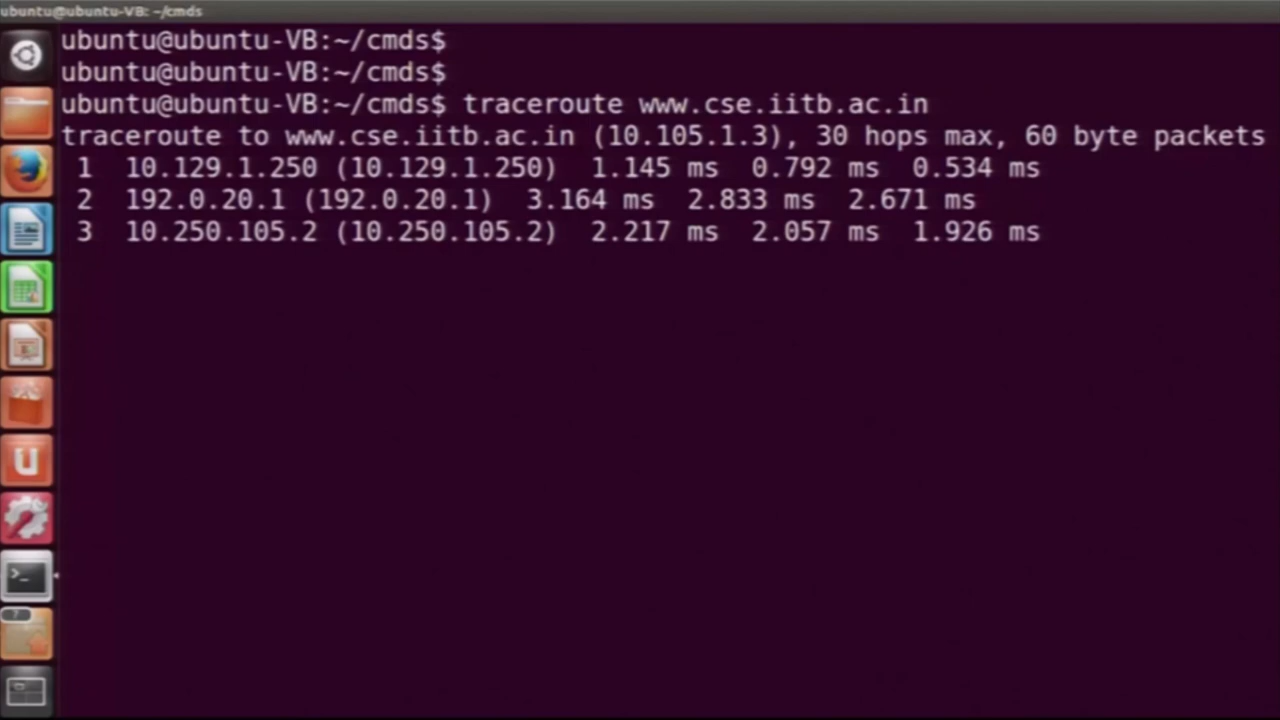 ubuntu@ubuntu-VB: ~/cmds
ubuntu@ubuntu-VB:~/cmds$
ubuntu@ubuntu-VB:~/cmds$
ubuntu@ubuntu-VB:~/cmds$ traceroute www.cse.iitb.ac.in
traceroute to www.cse.iitb.ac.in (10.105.1.3), 30 hops max, 60 byte packets
1 10.129.1.250 (10.129.1.250) 1.145 ms 0.792 ms 0.534 ms
2 192.0.20.1 (192.0.20.1) 3.164 ms 2.833 ms 2.671 ms
3 10.250.105.2 (10.250.105.2) 2.217 ms 2.057 ms 1.926 ms